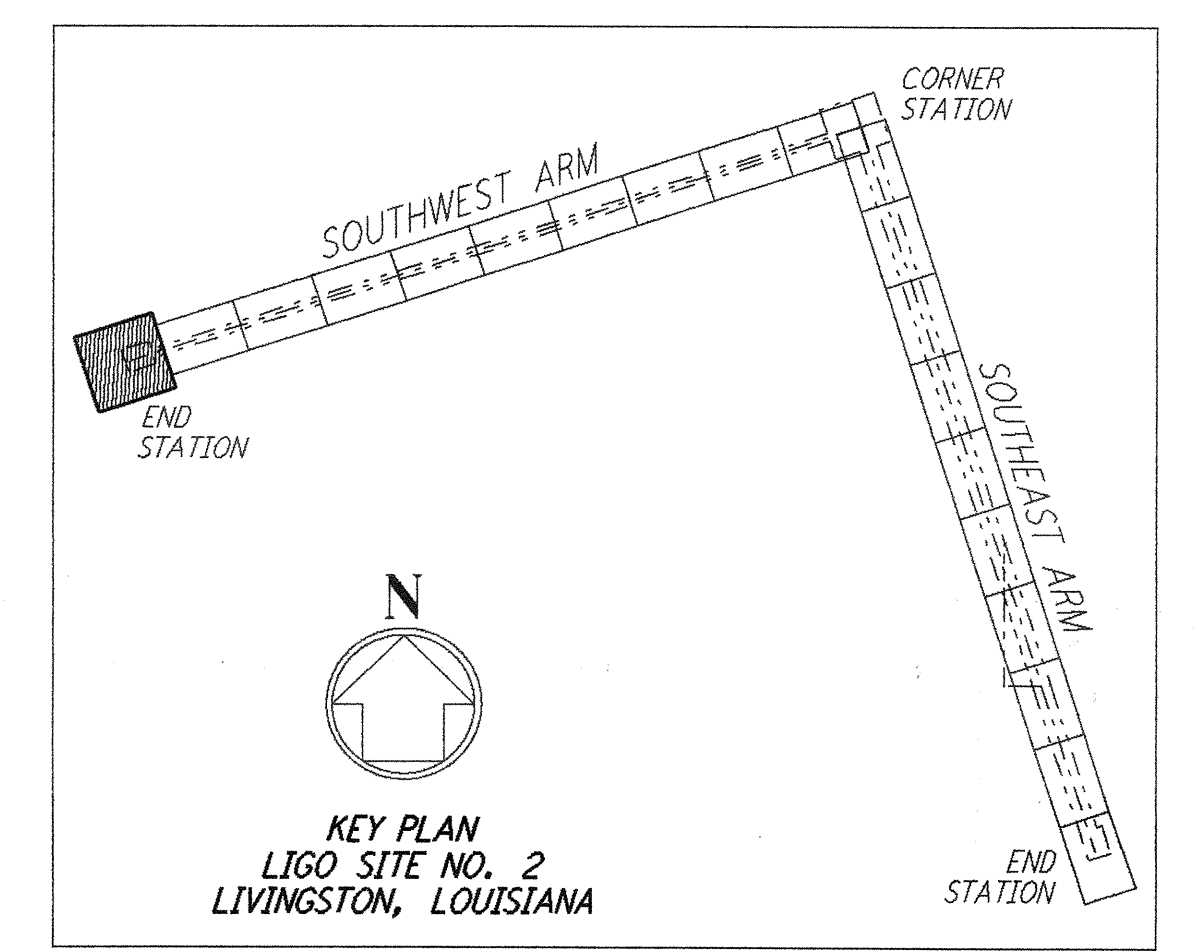 CORNER
STATION
SOUTHWEST ARM
END
STATION
SOUTHEAST ARM
N
KEY PLAN
LIGO SITE NO. 2
LIVINGSTON, LOUISIANA
END
STATION